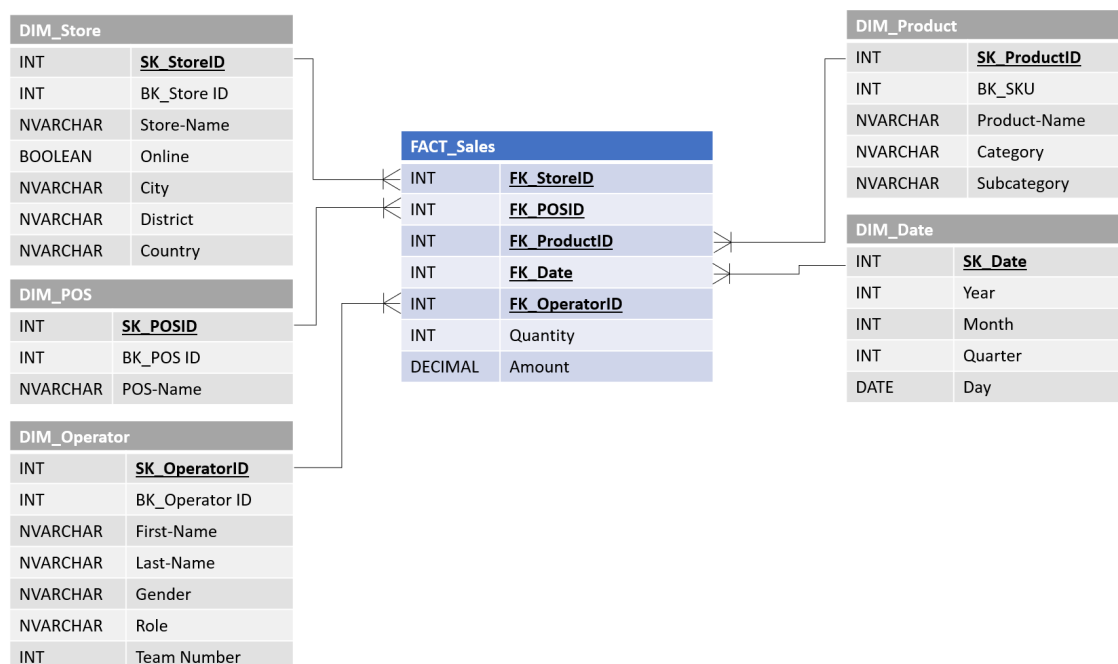 DIM_Store
INT SK_StoreID
INT BK_Store ID
NVARCHAR Store-Name
BOOLEAN Online
NVARCHAR City
NVARCHAR District
NVARCHAR Country
DIM_POS
INT SK_POSID
INT BK_POS ID
NVARCHAR POS-Name
DIM_Operator
INT SK_OperatorID
INT BK_Operator ID
NVARCHAR First-Name
NVARCHAR Last-Name
NVARCHAR Gender
NVARCHAR Role
INT Team Number
FACT_Sales
INT FK_StoreID
INT FK_POSID
INT FK_ProductID
INT FK_Date
INT FK_OperatorID
INT Quantity
DECIMAL Amount
DIM_Product
INT SK_ProductID
INT BK_SKU
NVARCHAR Product-Name
NVARCHAR Category
NVARCHAR Subcategory
DIM_Date
INT SK_Date
INT Year
INT Month
INT Quarter
DATE Day